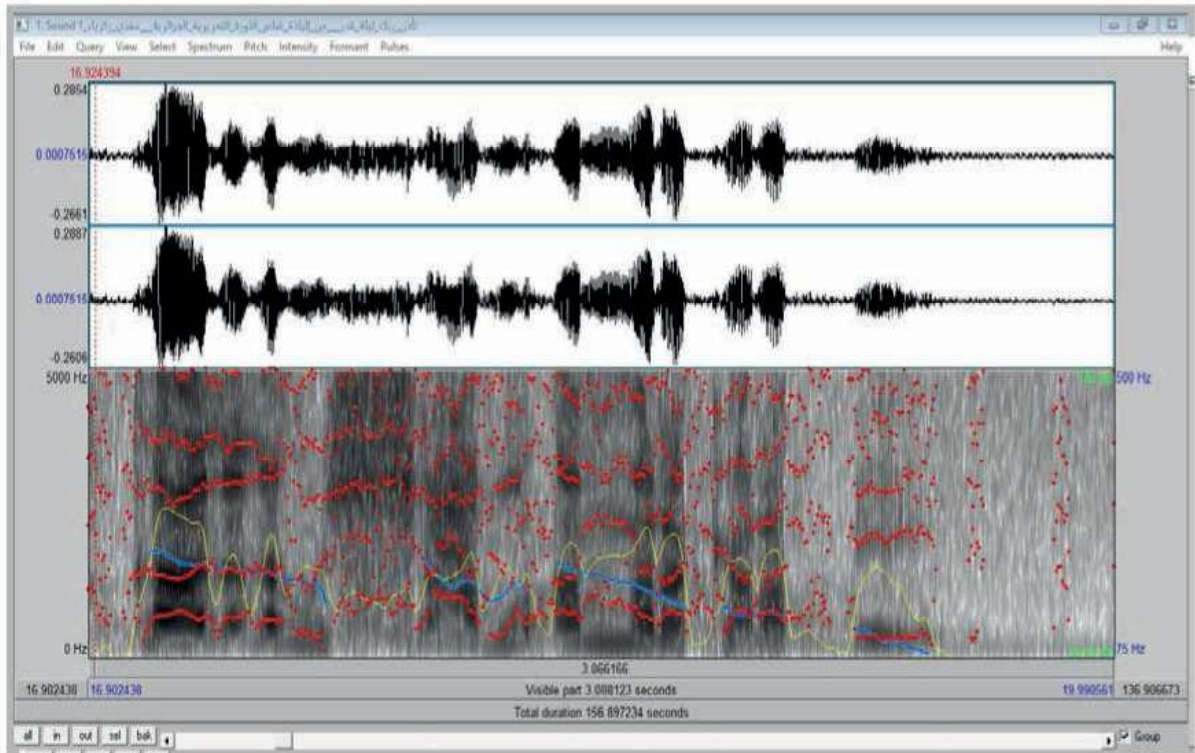 1. Sound 1
File Edit Query View Select Spectrum Pitch Intensity Formant Pulses Help
16.924394
0.2854
0.0007515
-0.2661
0.2887
0.0007515
-0.2606
5000 Hz 500 Hz
0 Hz 75 Hz
3.066166
16.902438 16.902438 Visible part 3.088123 seconds 19.990561 136.906673
Total duration 156.897234 seconds
all in out sel bak Group